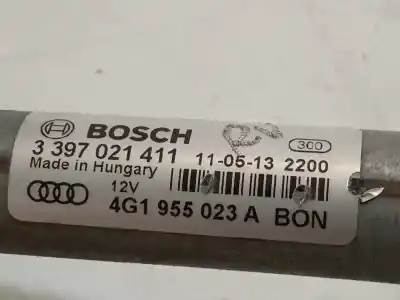 BOSCH
300
3 397 021 411 11-05-13 2200
Made in Hungary
12V
4G1 955 023 A BON